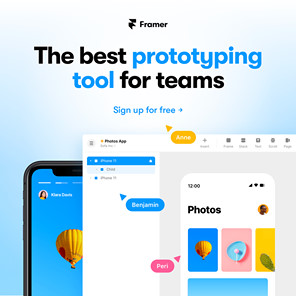 Framer
The best prototyping
tool for teams
Sign up for free →
Anne
Photos App
iPhone 11
iPhone 11
Klara Davis
Benjamin
12:00
Photos
Peri